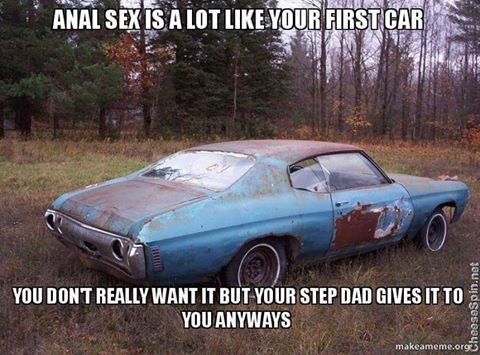 ANAL SEX IS A LOT LIKE YOUR FIRST CAR
YOU DON'T REALLY WANT IT BUT YOUR STEP DAD GIVES IT TO
YOU ANYWAYS
CheeseSpin.net
makeameme.org